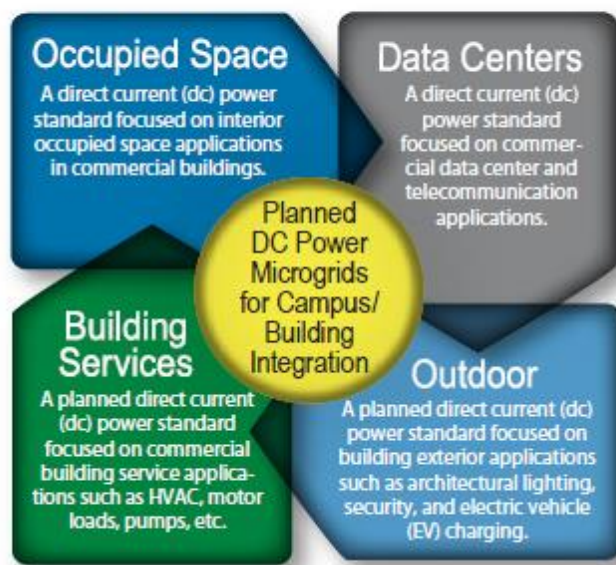 Occupied Space
A direct current (dc) power
standard focused on interior
occupied space applications
in commercial buildings.
Data Centers
A direct current (dc)
power standard
focused on commer-
cial data center and
telecommunication
applications.
Planned
DC Power
Microgrids
for Campus/
Building
Integration
Building
Services
A planned direct current
(dc) power standard
focused on commercial
building service applica-
tions such as HVAC, motor
loads, pumps, etc.
Outdoor
A planned direct current (dc)
power standard focused on
building exterior applications
such as architectural lighting,
security, and electric vehicle
(EV) charging.